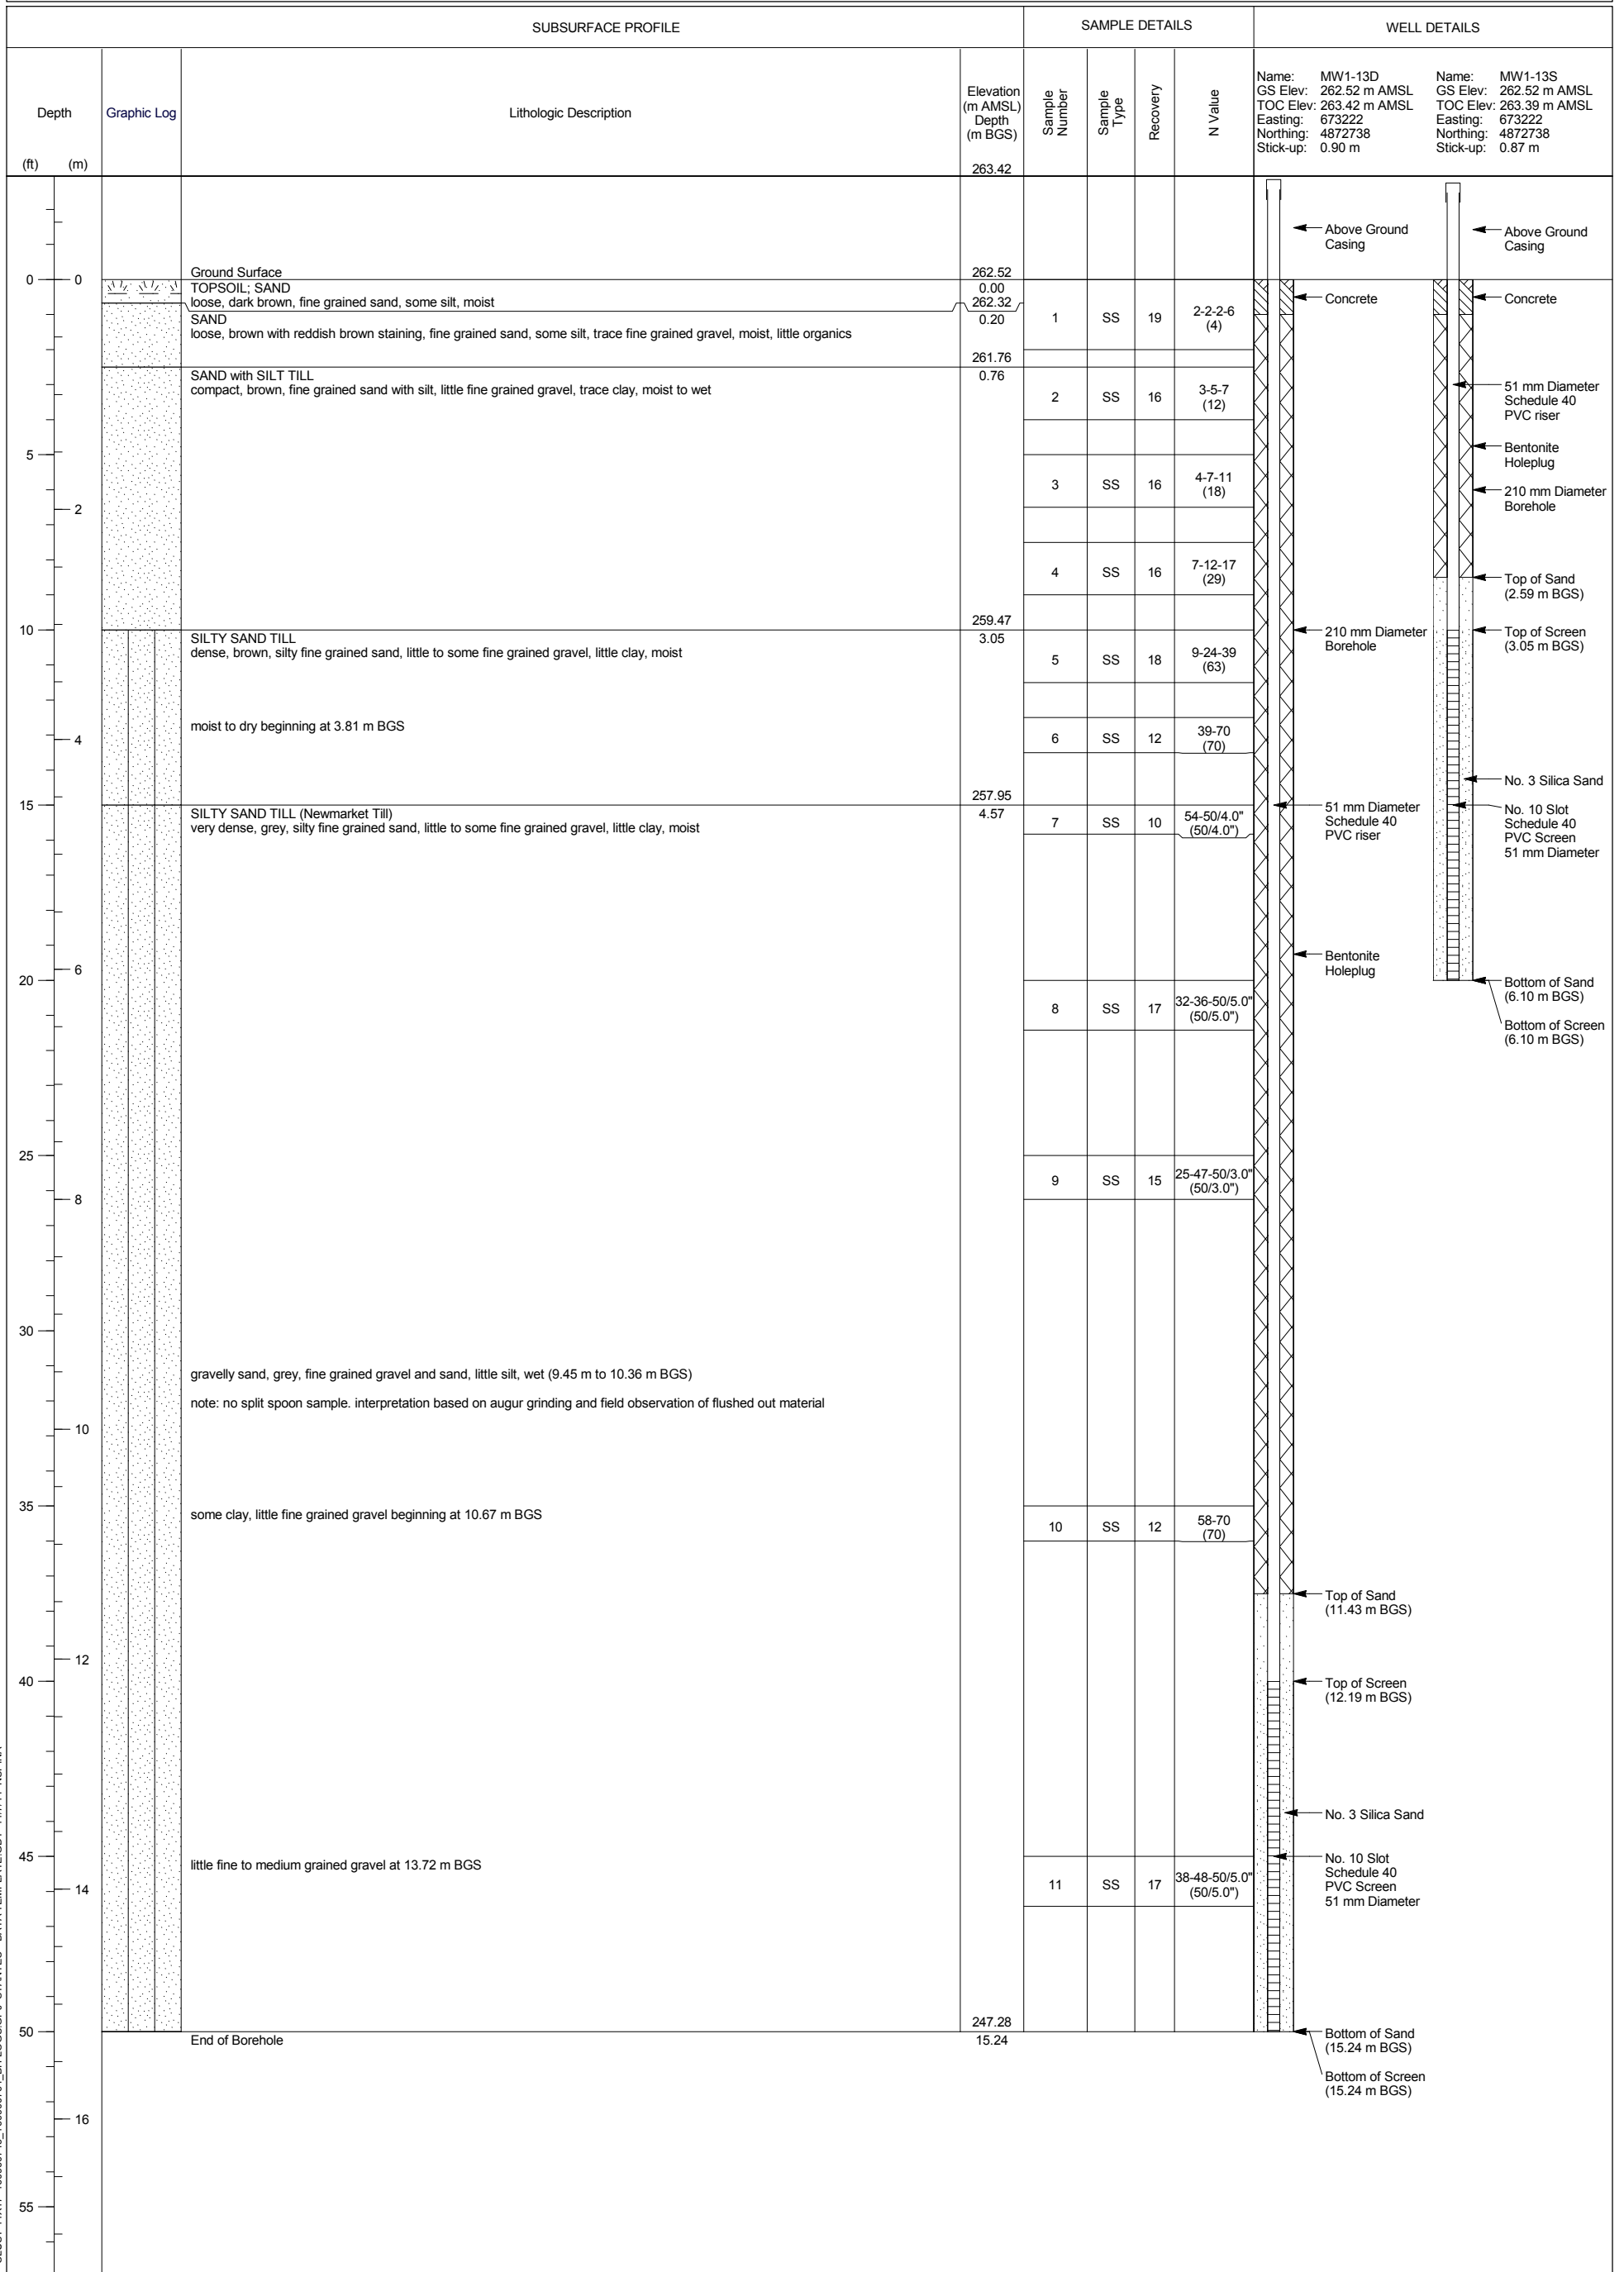 SUBSURFACE PROFILE
SAMPLE DETAILS
WELL DETAILS
Depth
(ft) (m)
Graphic Log
Lithologic Description
Elevation
(m AMSL)
Depth
(m BGS)
263.42
Sample
Number
Sample
Type
Recovery
N Value
Name: MW1-13D
GS Elev: 262.52 m AMSL
TOC Elev: 263.42 m AMSL
Easting: 673222
Northing: 4872738
Stick-up: 0.90 m
Name: MW1-13S
GS Elev: 262.52 m AMSL
TOC Elev: 263.39 m AMSL
Easting: 673222
Northing: 4872738
Stick-up: 0.87 m
Above Ground
Casing
Above Ground
Casing
0 0
Ground Surface 262.52
TOPSOIL; SAND 0.00
loose, dark brown, fine grained sand, some silt, moist 262.32
SAND 0.20
loose, brown with reddish brown staining, fine grained sand, some silt, trace fine grained gravel, moist, little organics
1 SS 19 2-2-2-6
(4)
Concrete
Concrete
261.76
SAND with SILT TILL 0.76
compact, brown, fine grained sand with silt, little fine grained gravel, trace clay, moist to wet
2 SS 16 3-5-7
(12)
51 mm Diameter
Schedule 40
PVC riser
5
Bentonite
Holeplug
3 SS 16 4-7-11
(18)
210 mm Diameter
Borehole
2
4 SS 16 7-12-17
(29)
Top of Sand
(2.59 m BGS)
259.47
10
SILTY SAND TILL 3.05
dense, brown, silty fine grained sand, little to some fine grained gravel, little clay, moist
5 SS 18 9-24-39
(63)
210 mm Diameter
Borehole
Top of Screen
(3.05 m BGS)
moist to dry beginning at 3.81 m BGS
4
6 SS 12 39-70
(70)
No. 3 Silica Sand
257.95
15
SILTY SAND TILL (Newmarket Till) 4.57
very dense, grey, silty fine grained sand, little to some fine grained gravel, little clay, moist
7 SS 10 54-50/4.0"
(50/4.0")
51 mm Diameter
Schedule 40
PVC riser
No. 10 Slot
Schedule 40
PVC Screen
51 mm Diameter
6
Bentonite
Holeplug
20
8 SS 17 32-36-50/5.0"
(50/5.0")
Bottom of Sand
(6.10 m BGS)
Bottom of Screen
(6.10 m BGS)
25
9 SS 15 25-47-50/3.0"
(50/3.0")
8
30
gravelly sand, grey, fine grained gravel and sand, little silt, wet (9.45 m to 10.36 m BGS)
note: no split spoon sample. interpretation based on augur grinding and field observation of flushed out material
10
35
some clay, little fine grained gravel beginning at 10.67 m BGS
10 SS 12 58-70
(70)
Top of Sand
(11.43 m BGS)
12
40
Top of Screen
(12.19 m BGS)
No. 3 Silica Sand
45
little fine to medium grained gravel at 13.72 m BGS
11 SS 17 38-48-50/5.0"
(50/5.0")
No. 10 Slot
Schedule 40
PVC Screen
51 mm Diameter
14
247.28
50
End of Borehole 15.24
Bottom of Sand
(15.24 m BGS)
Bottom of Screen
(15.24 m BGS)
16
55